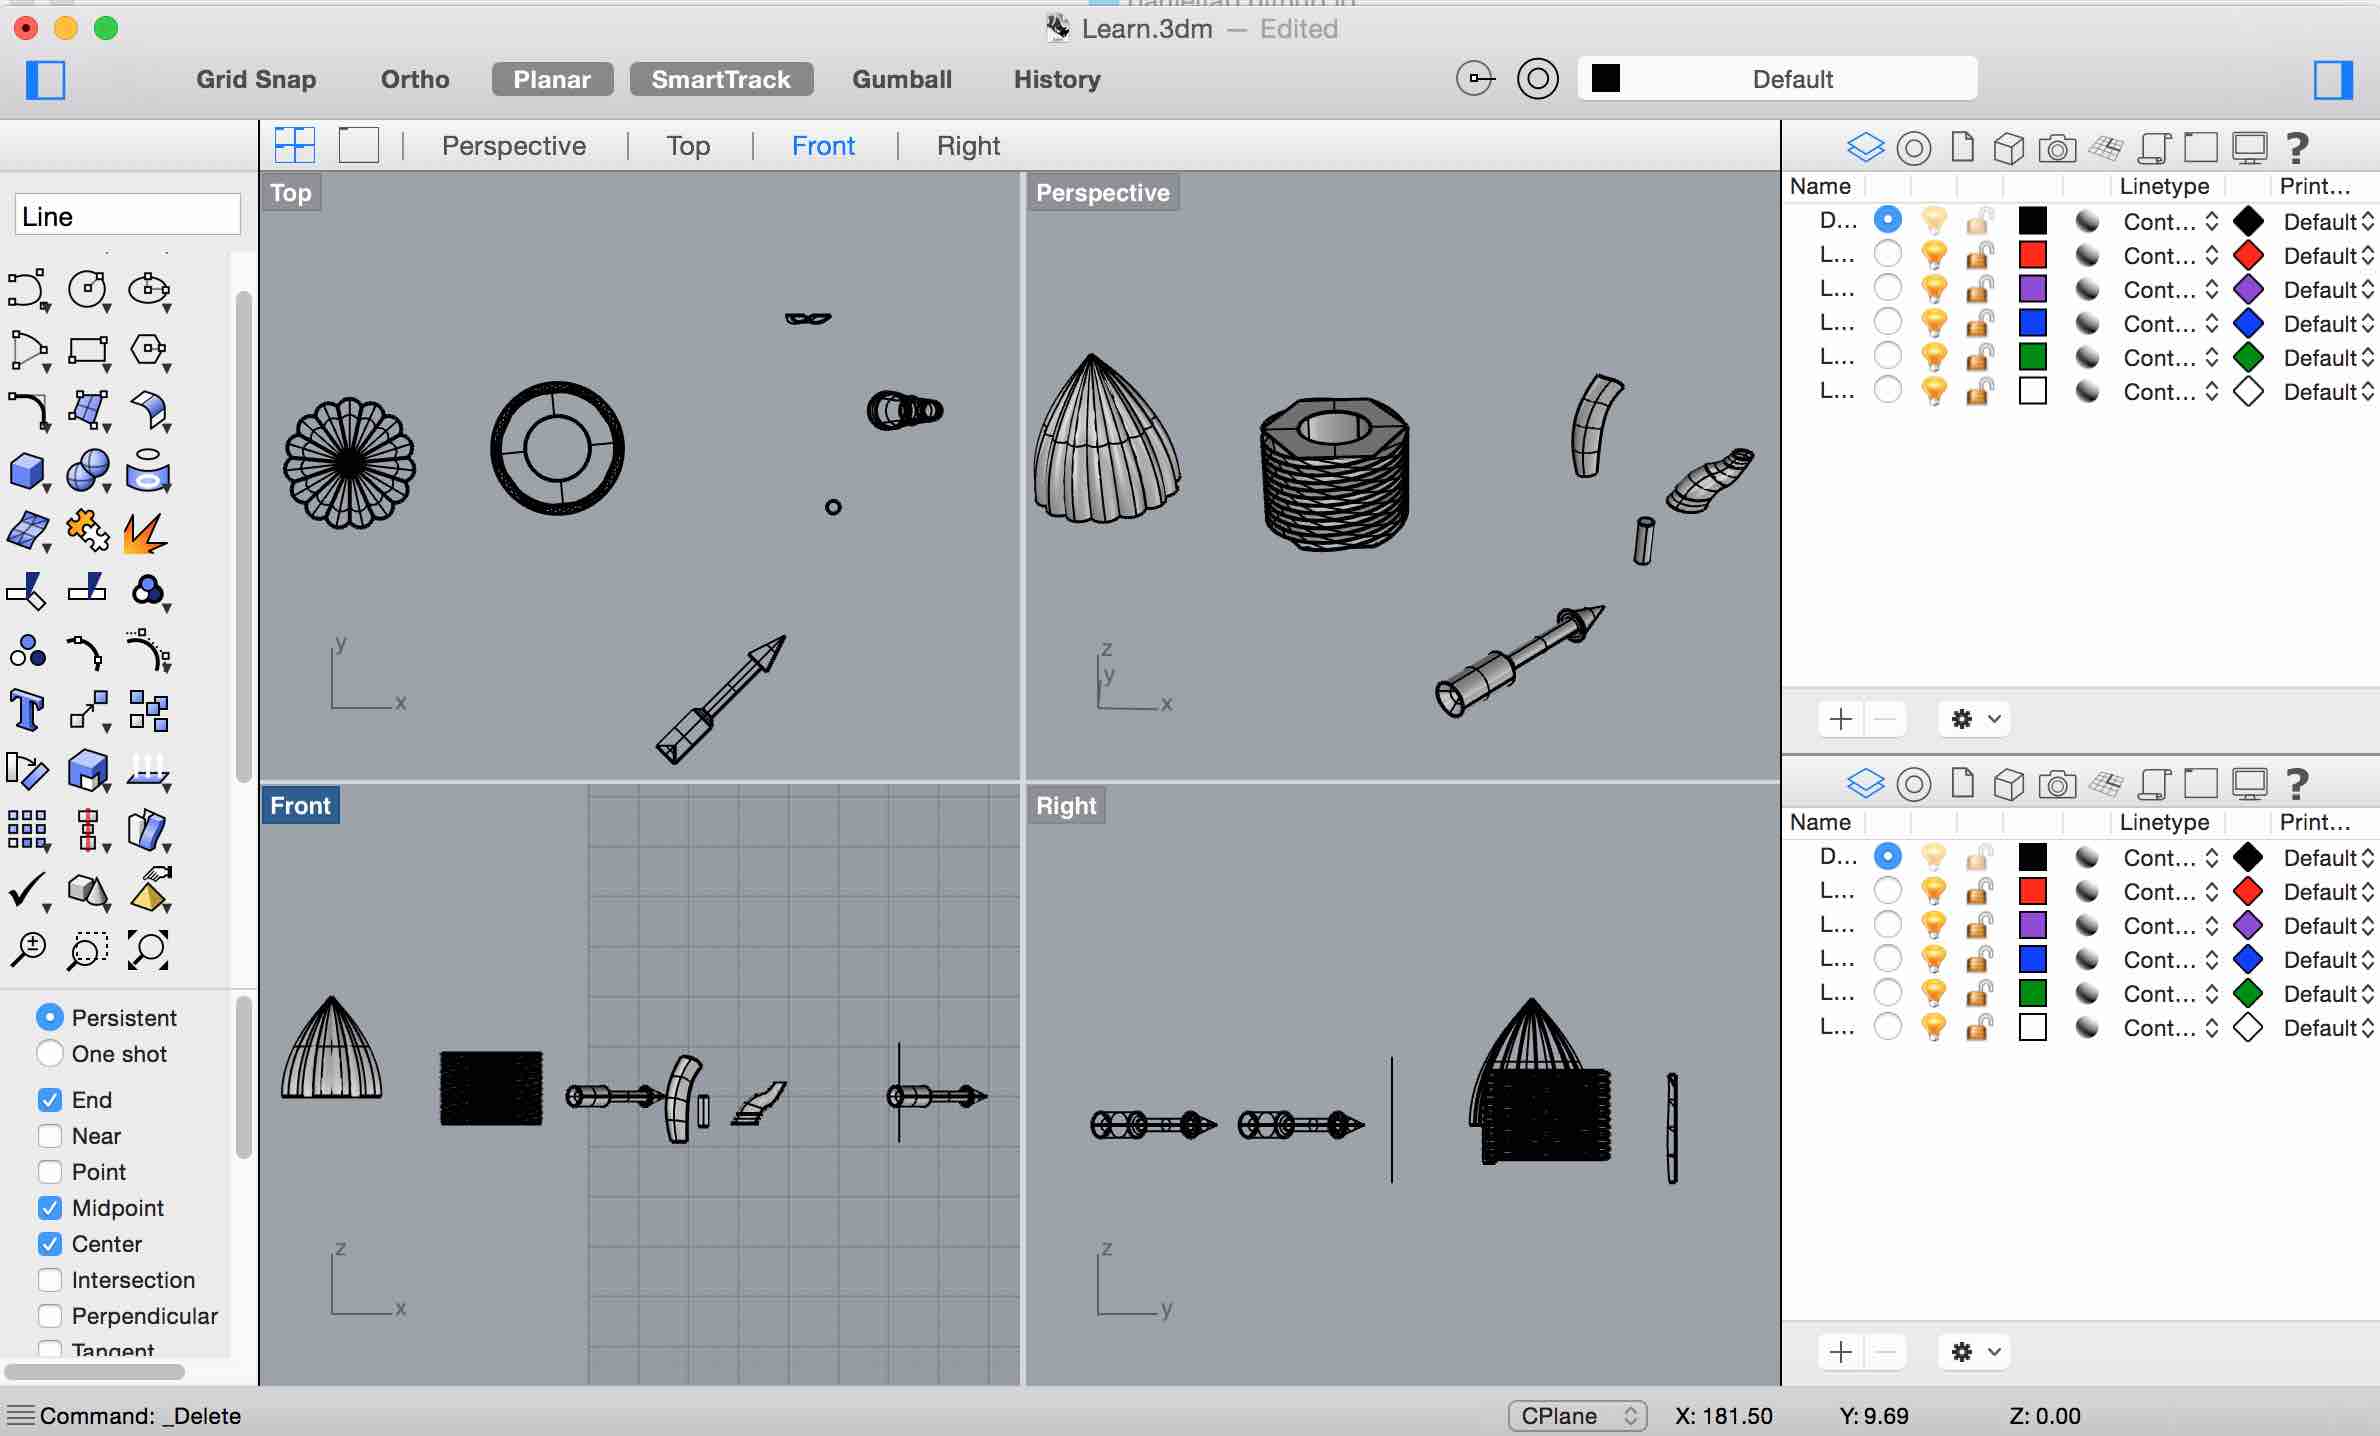 Learn.3dm — Edited
Grid Snap Ortho Planar SmartTrack Gumball History Default
Perspective Top Front Right
Line
Top
Perspective
y
x
z
y
x
Front
Right
z
x
z
y
Persistent
One shot
End
Near
Point
Midpoint
Center
Intersection
Perpendicular
Tangent
Name Linetype Print...
D... Cont... Default
L... Cont... Default
L... Cont... Default
L... Cont... Default
L... Cont... Default
L... Cont... Default
Name Linetype Print...
D... Cont... Default
L... Cont... Default
L... Cont... Default
L... Cont... Default
L... Cont... Default
L... Cont... Default
Command: _Delete
CPlane X: 181.50 Y: 9.69 Z: 0.00